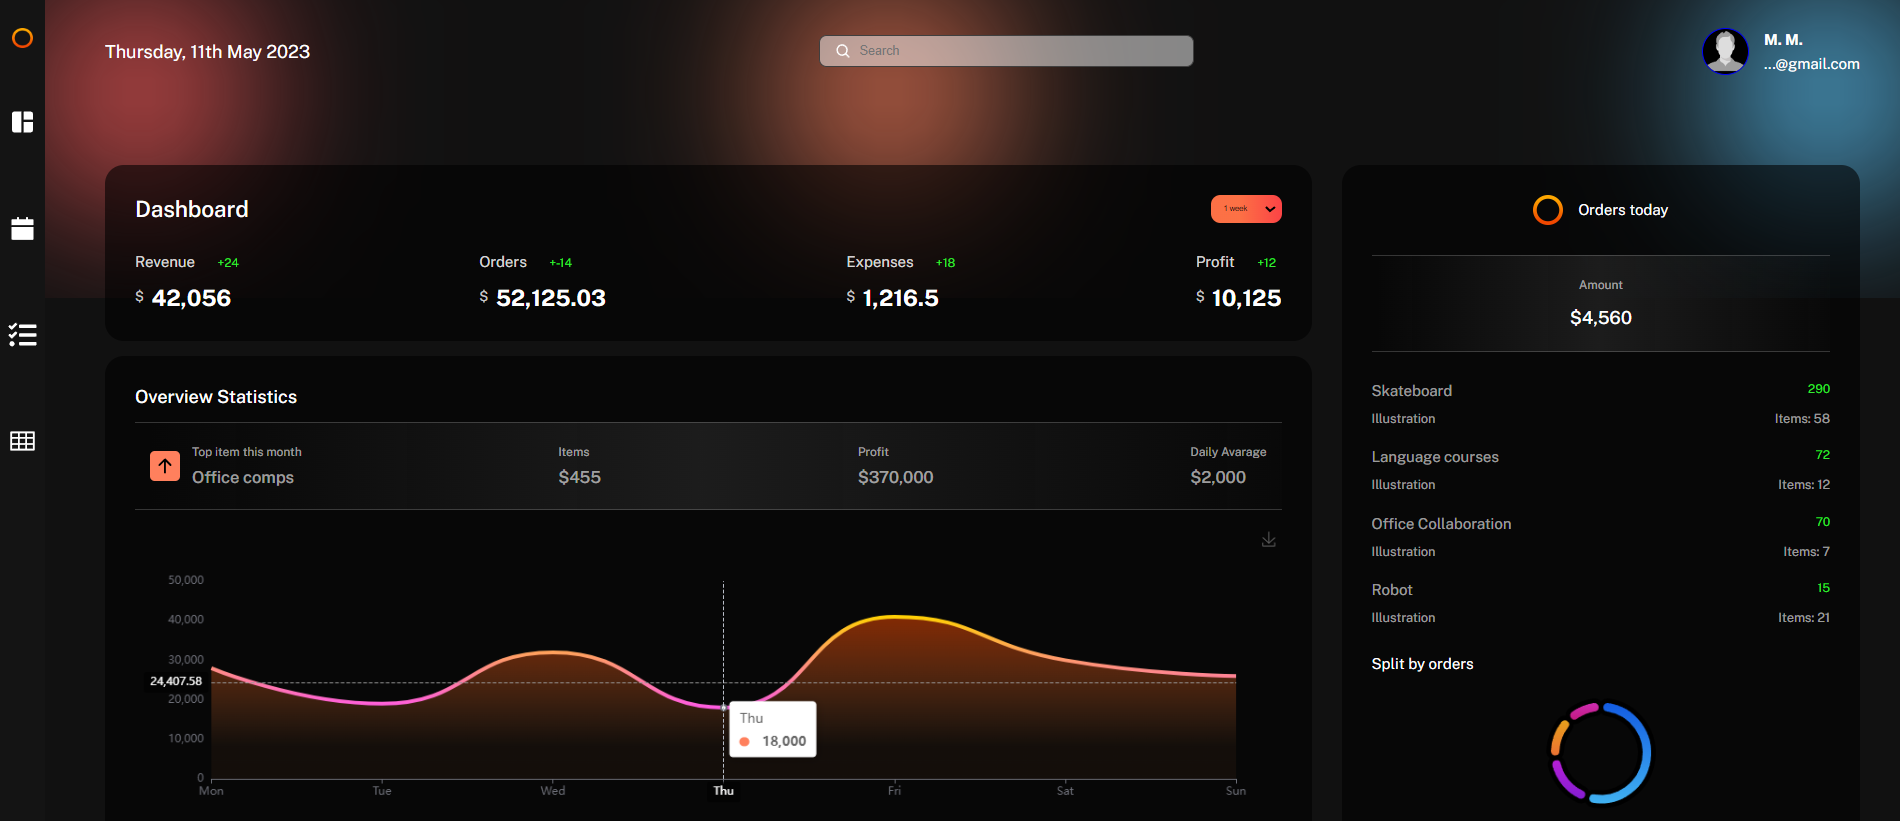 Thursday, 11th May 2023
Search
M. M.
...@gmail.com
Dashboard
1 week
Revenue +24
$ 42,056
Orders +-14
$ 52,125.03
Expenses +18
$ 1,216.5
Profit +12
$ 10,125
Overview Statistics
Top item this month
Office comps
Items
$455
Profit
$370,000
Daily Avarage
$2,000
50,000
40,000
30,000
24,407.58
20,000
10,000
0
Thu
18,000
Mon Tue Wed Thu Fri Sat Sun
Orders today
Amount
$4,560
Skateboard 290
Illustration Items: 58
Language courses 72
Illustration Items: 12
Office Collaboration 70
Illustration Items: 7
Robot 15
Illustration Items: 21
Split by orders